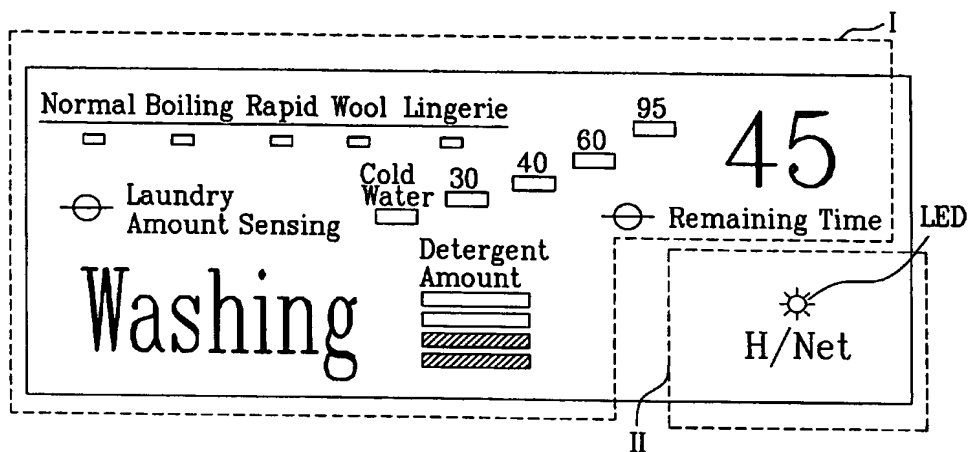 I
Normal Boiling Rapid Wool Lingerie
95
60
40
30
Cold
Water
45
Laundry
Amount Sensing
Remaining Time
LED
Detergent
Amount
Washing
H/Net
II